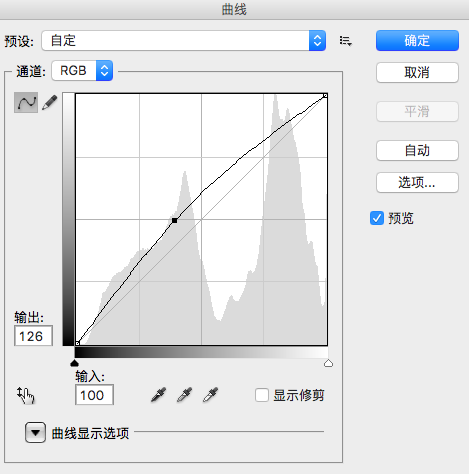 曲线
预设: 自定
确定
通道: RGB
取消
平滑
自动
选项...
预览
输出:
126
输入:
100
显示修剪
曲线显示选项